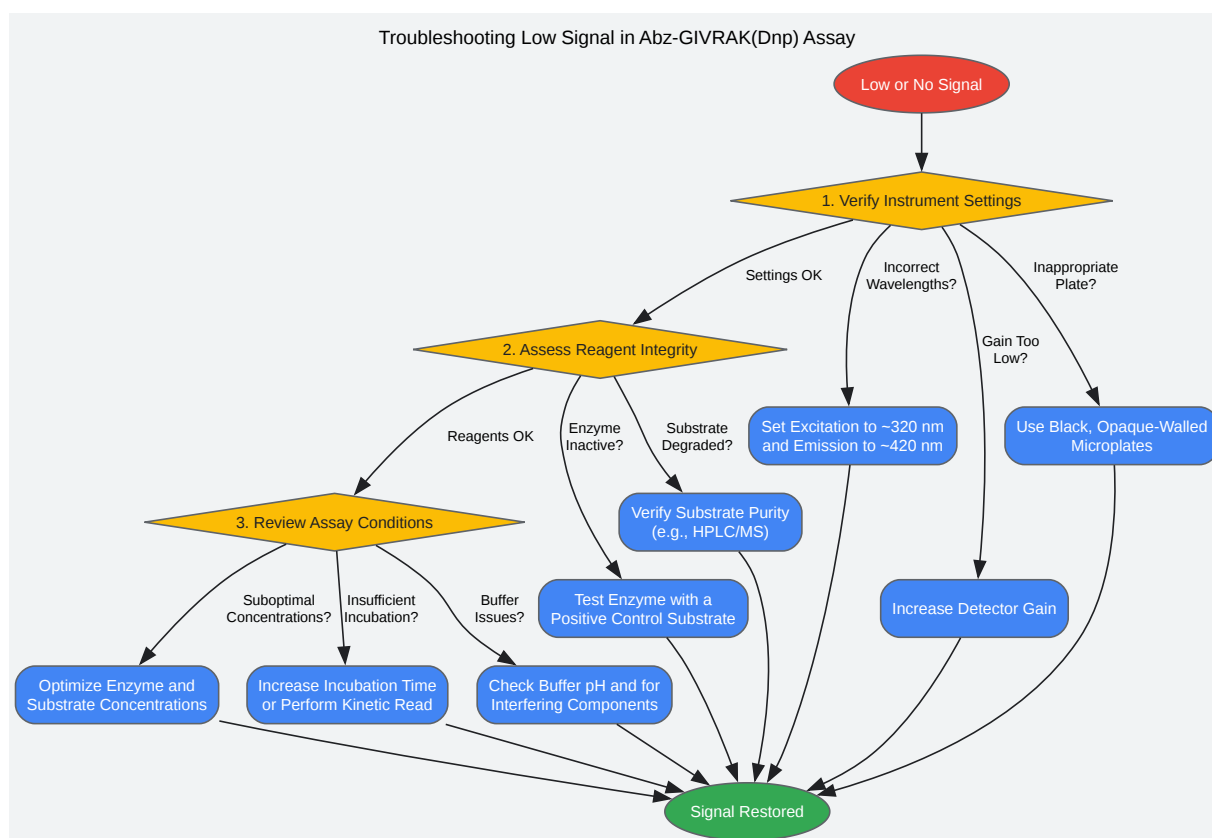 Troubleshooting Low Signal in Abz-GIVRAK(Dnp) Assay
Low or No Signal
1. Verify Instrument Settings
Settings OK
Incorrect
Wavelengths?
Gain Too
Low?
Inappropriate
Plate?
2. Assess Reagent Integrity
Set Excitation to ~320 nm
and Emission to ~420 nm
Use Black, Opaque-Walled
Microplates
Reagents OK
Enzyme
Inactive?
Substrate
Degraded?
3. Review Assay Conditions
Verify Substrate Purity
(e.g., HPLC/MS)
Test Enzyme with a
Positive Control Substrate
Increase Detector Gain
Suboptimal
Concentrations?
Insufficient
Incubation?
Buffer
Issues?
Optimize Enzyme and
Substrate Concentrations
Increase Incubation Time
or Perform Kinetic Read
Check Buffer pH and for
Interfering Components
Signal Restored